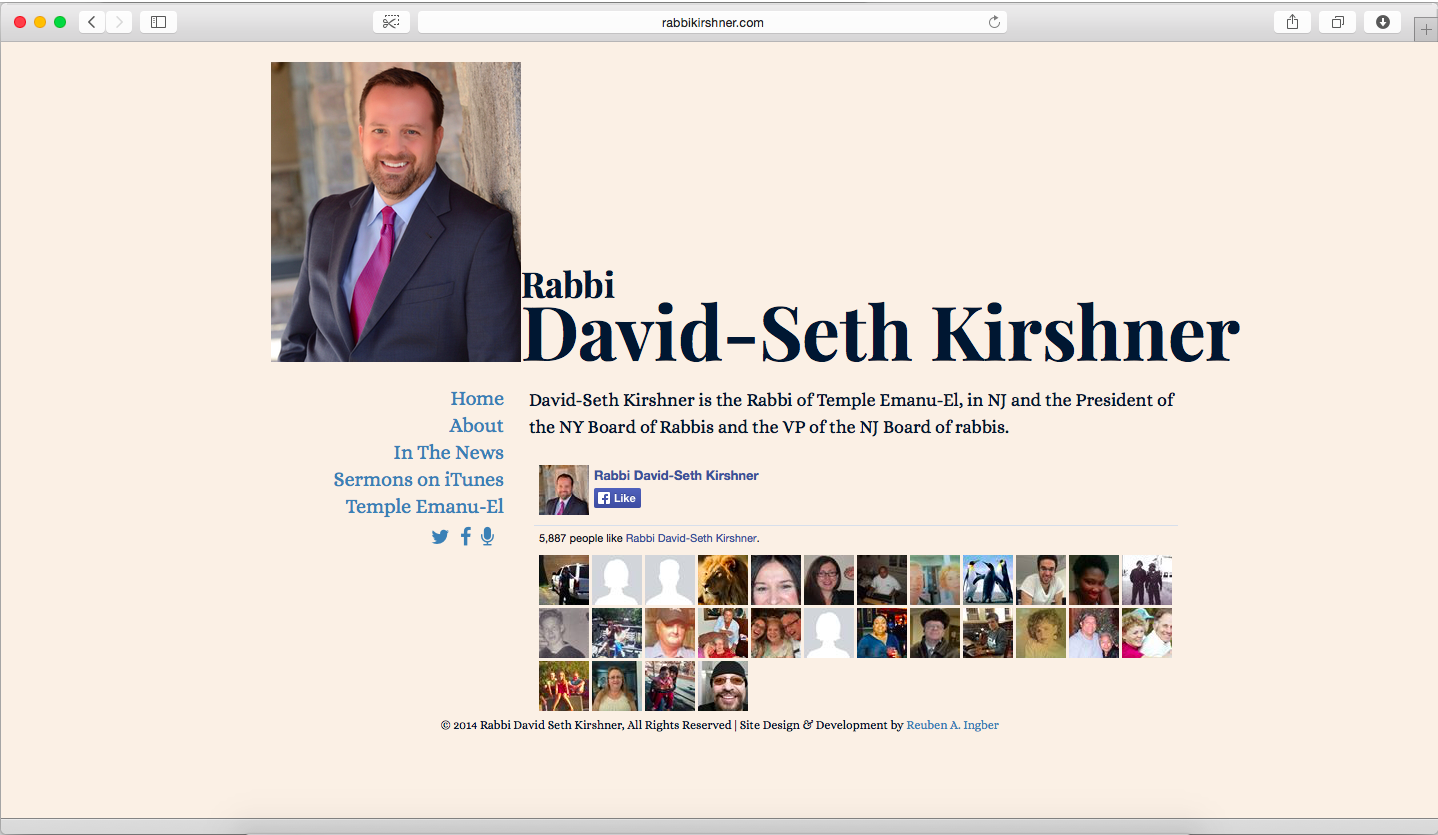 rabbikirshner.com
Rabbi
David-Seth Kirshner
Home
About
In The News
Sermons on iTunes
Temple Emanu-El
David-Seth Kirshner is the Rabbi of Temple Emanu-El, in NJ and the President of
the NY Board of Rabbis and the VP of the NJ Board of rabbis.
Rabbi David-Seth Kirshner
Like
5,887 people like Rabbi David-Seth Kirshner.
© 2014 Rabbi David Seth Kirshner, All Rights Reserved | Site Design & Development by Reuben A. Ingber